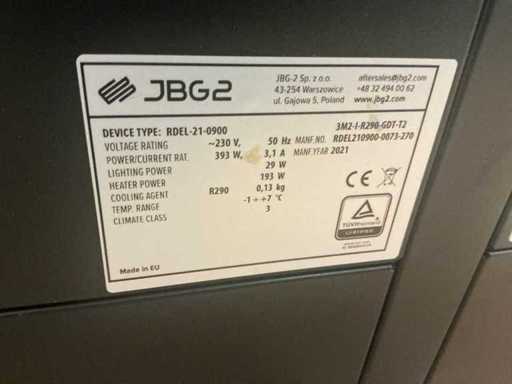 JBG2
JBG-2 Sp. z o.o.
43-254 Warszowice
ul. Gajowa 5, Poland
aftersales@jbg2.com
+48 32 494 00 62
www.jbg2.com
DEVICE TYPE: RDEL-21-0900 3M2-I-R290-GDT-T2
VOLTAGE RATING ~230 V, 50 Hz MANF.NO. RDEL210900-0073-270
POWER/CURRENT RAT. 393 W, 3,1 A MANF.YEAR 2021
LIGHTING POWER 29 W
HEATER POWER 193 W
COOLING AGENT R290 0,13 kg
TEMP. RANGE -1 ÷ +7 °C
CLIMATE CLASS 3
CE
TÜVRheinland
CERTIFIED
Made in EU